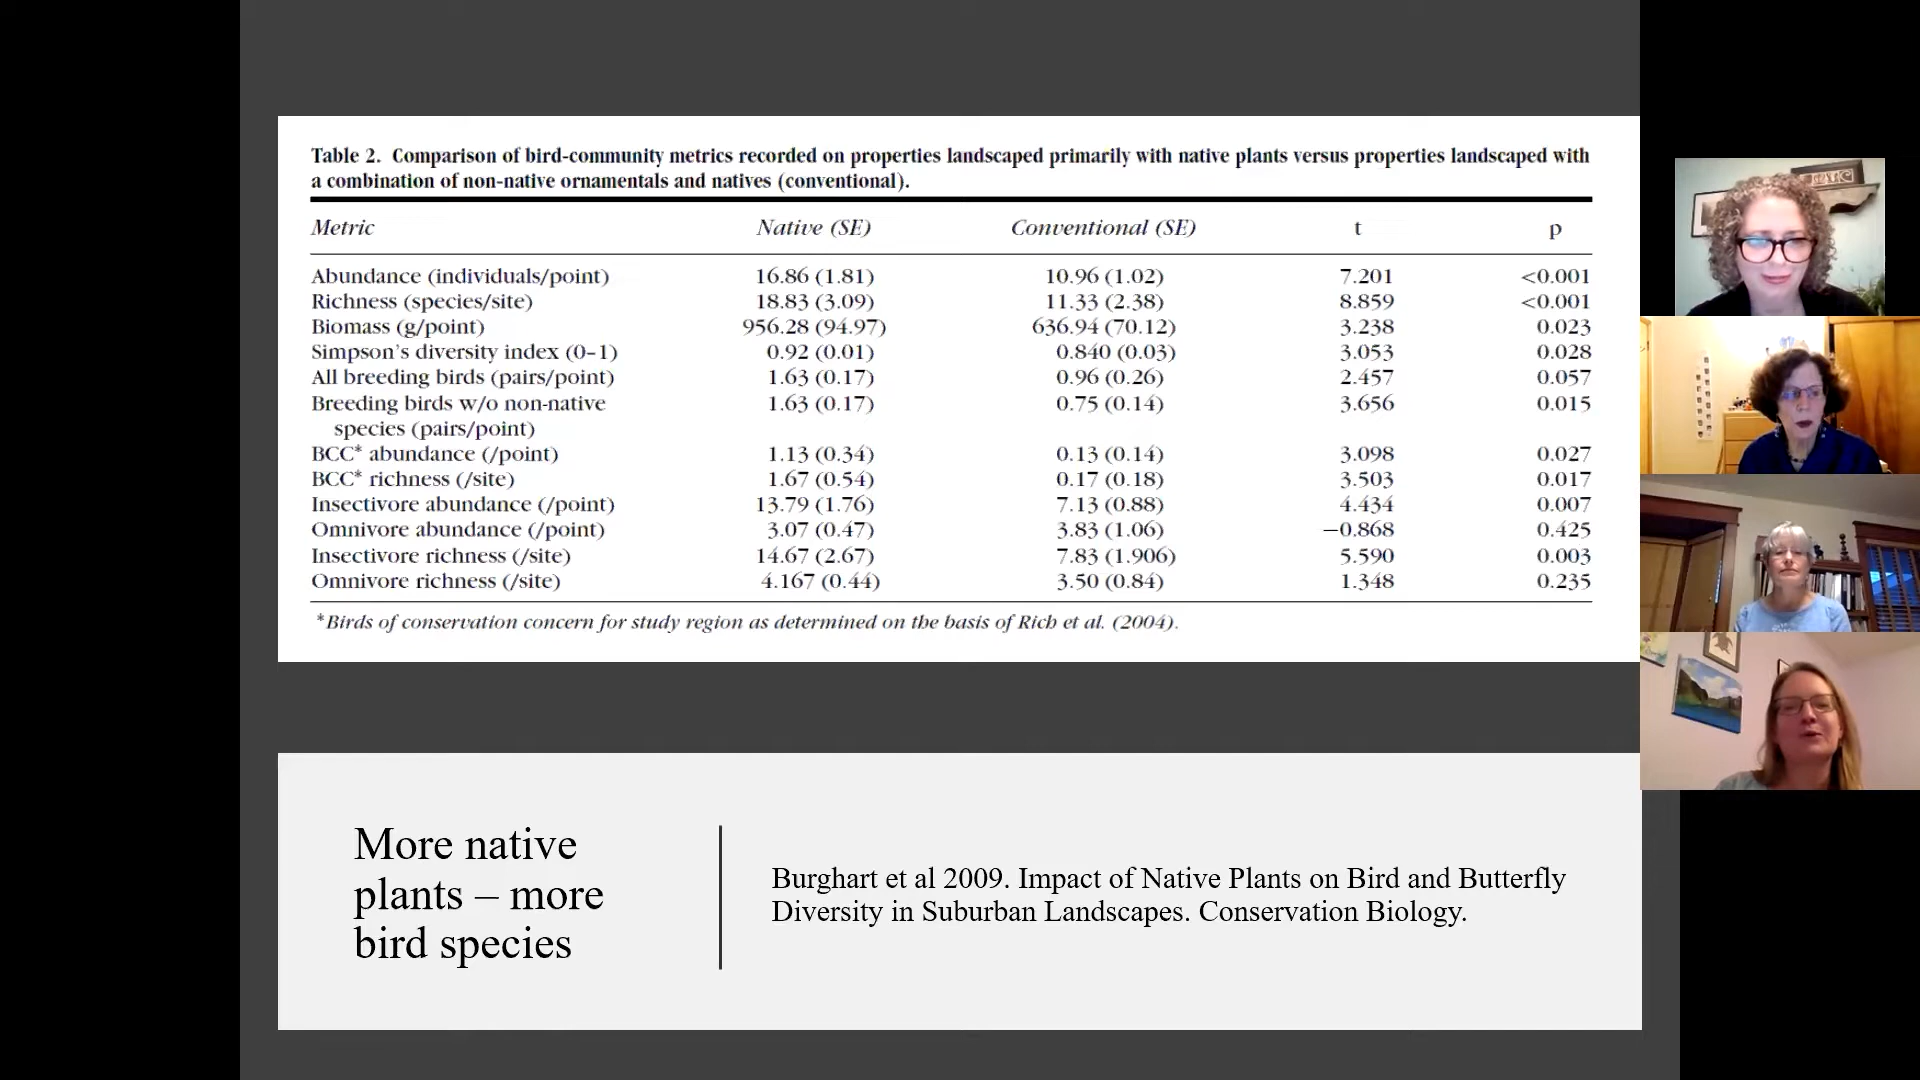 Table 2. Comparison of bird-community metrics recorded on properties landscaped primarily with native plants versus properties landscaped with
a combination of non-native ornamentals and natives (conventional).
Metric Native (SE) Conventional (SE) t p
Abundance (individuals/point) 16.86 (1.81) 10.96 (1.02) 7.201 <0.001
Richness (species/site) 18.83 (3.09) 11.33 (2.38) 8.859 <0.001
Biomass (g/point) 956.28 (94.97) 636.94 (70.12) 3.238 0.023
Simpson's diversity index (0–1) 0.92 (0.01) 0.840 (0.03) 3.053 0.028
All breeding birds (pairs/point) 1.63 (0.17) 0.96 (0.26) 2.457 0.057
Breeding birds w/o non-native 1.63 (0.17) 0.75 (0.14) 3.656 0.015
species (pairs/point)
BCC* abundance (/point) 1.13 (0.34) 0.13 (0.14) 3.098 0.027
BCC* richness (/site) 1.67 (0.54) 0.17 (0.18) 3.503 0.017
Insectivore abundance (/point) 13.79 (1.76) 7.13 (0.88) 4.434 0.007
Omnivore abundance (/point) 3.07 (0.47) 3.83 (1.06) −0.868 0.425
Insectivore richness (/site) 14.67 (2.67) 7.83 (1.906) 5.590 0.003
Omnivore richness (/site) 4.167 (0.44) 3.50 (0.84) 1.348 0.235
*Birds of conservation concern for study region as determined on the basis of Rich et al. (2004).
More native
plants – more
bird species
Burghart et al 2009. Impact of Native Plants on Bird and Butterfly
Diversity in Suburban Landscapes. Conservation Biology.